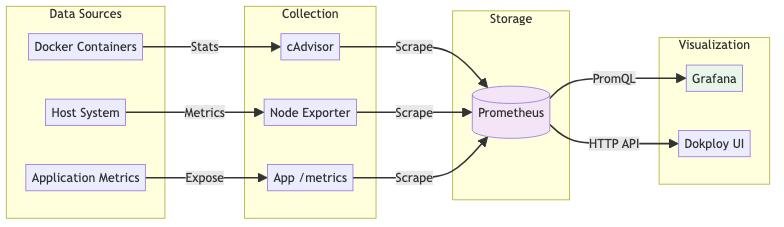 Data Sources
Collection
Storage
Visualization
Docker Containers
Stats
cAdvisor
Scrape
Host System
Metrics
Node Exporter
Scrape
Application Metrics
Expose
App /metrics
Scrape
Prometheus
PromQL
Grafana
HTTP API
Dokploy UI